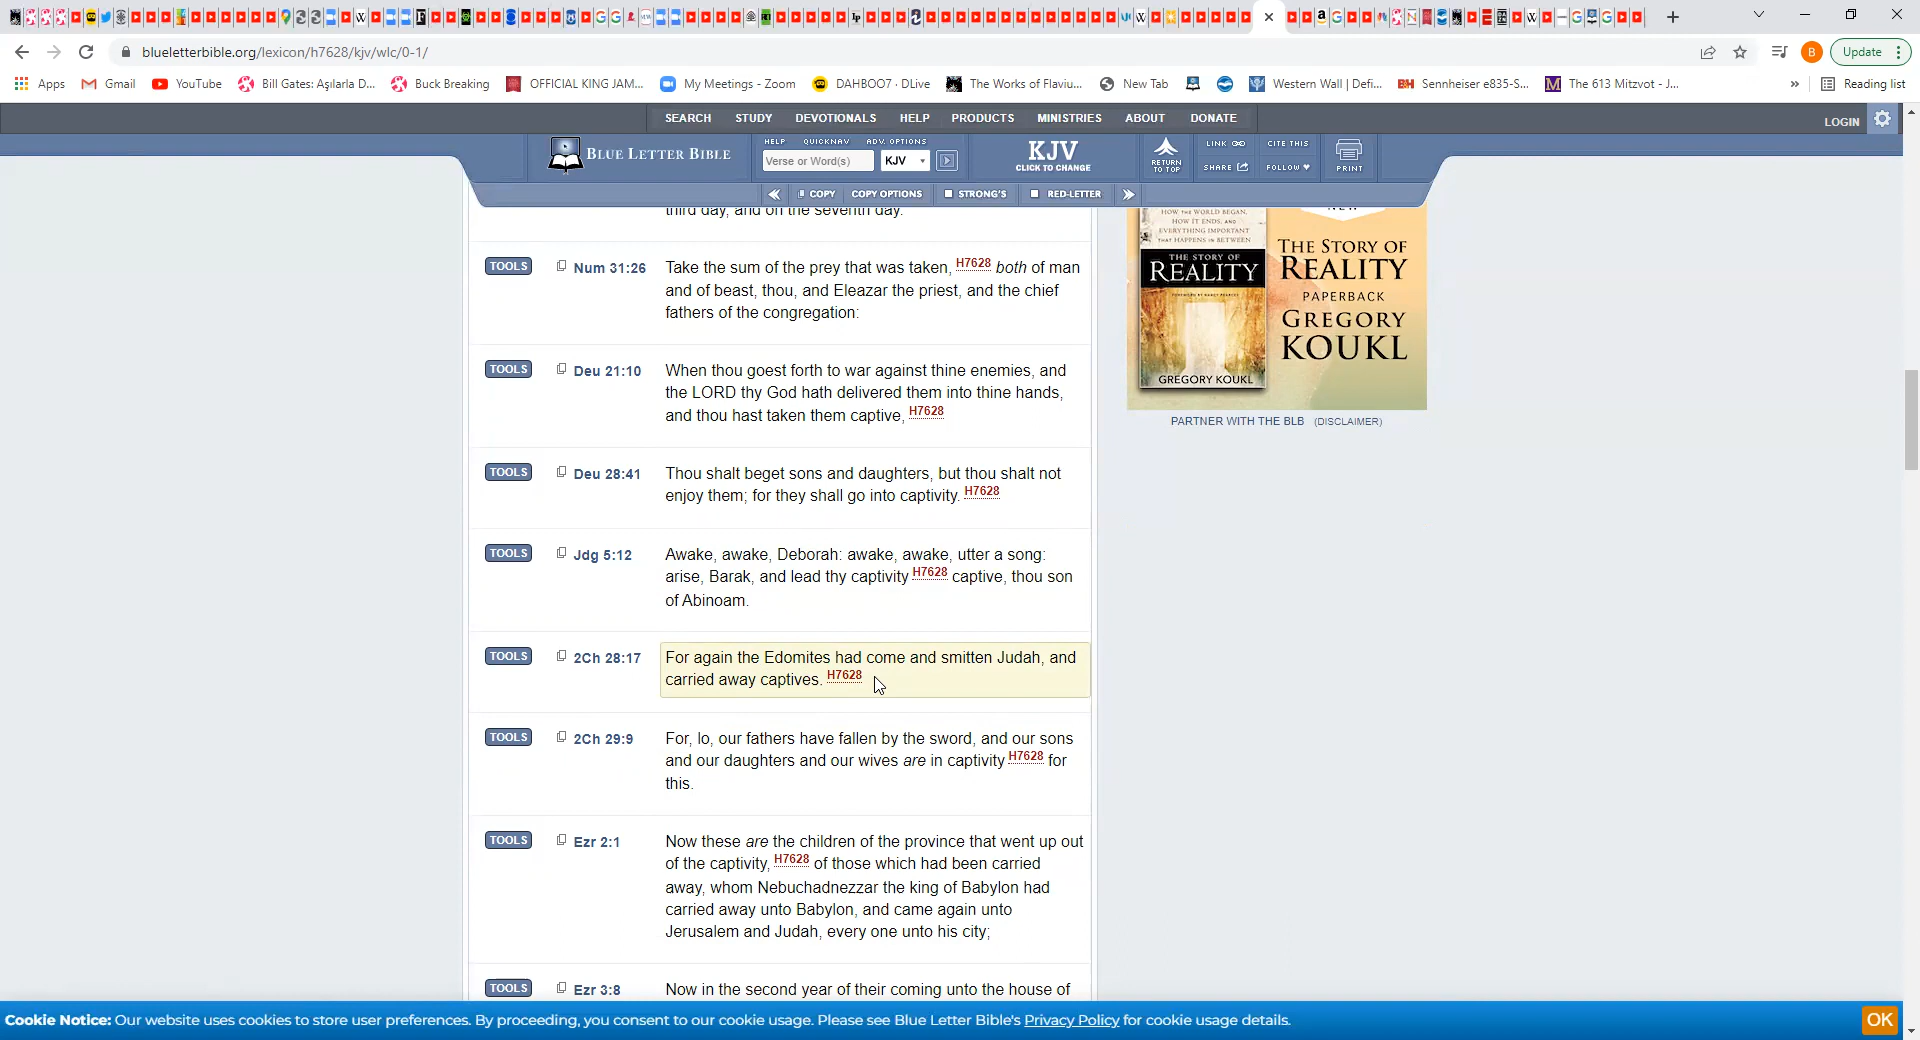 blueletterbible.org/lexicon/h7628/kjv/wlc/0-1/
B
Update
Apps
Gmail
YouTube
Bill Gates: Aşılarla D...
Buck Breaking
OFFICIAL KING JAM...
My Meetings - Zoom
DAHBOO7 · DLive
The Works of Flaviu...
New Tab
Western Wall | Defi...
Sennheiser e835-S...
The 613 Mitzvot - J...
»
Reading list
SEARCH STUDY DEVOTIONALS HELP PRODUCTS MINISTRIES ABOUT DONATE
LOGIN
BLUE LETTER BIBLE
HELP QUICKNAV ADV. OPTIONS
Verse or Word(s)
KJV
KJV
CLICK TO CHANGE
RETURN
TO TOP
LINK
CITE THIS
SHARE
FOLLOW
PRINT
COPY COPY OPTIONS STRONG'S RED-LETTER
third day, and on the seventh day.
TOOLS Num 31:26 Take the sum of the prey that was taken, H7628 both of man
and of beast, thou, and Eleazar the priest, and the chief
fathers of the congregation:
TOOLS Deu 21:10 When thou goest forth to war against thine enemies, and
the LORD thy God hath delivered them into thine hands,
and thou hast taken them captive, H7628
TOOLS Deu 28:41 Thou shalt beget sons and daughters, but thou shalt not
enjoy them; for they shall go into captivity. H7628
TOOLS Jdg 5:12 Awake, awake, Deborah: awake, awake, utter a song:
arise, Barak, and lead thy captivity H7628 captive, thou son
of Abinoam.
TOOLS 2Ch 28:17 For again the Edomites had come and smitten Judah, and
carried away captives. H7628
TOOLS 2Ch 29:9 For, lo, our fathers have fallen by the sword, and our sons
and our daughters and our wives are in captivity H7628 for
this.
TOOLS Ezr 2:1 Now these are the children of the province that went up out
of the captivity, H7628 of those which had been carried
away, whom Nebuchadnezzar the king of Babylon had
carried away unto Babylon, and came again unto
Jerusalem and Judah, every one unto his city;
TOOLS Ezr 3:8 Now in the second year of their coming unto the house of
HOW THE WORLD BEGAN,
HOW IT ENDS, AND
EVERYTHING IMPORTANT
THAT HAPPENS IN BETWEEN
THE STORY OF
REALITY
GREGORY KOUKL
THE STORY OF
REALITY
PAPERBACK
GREGORY
KOUKL
PARTNER WITH THE BLB (DISCLAIMER)
Cookie Notice: Our website uses cookies to store user preferences. By proceeding, you consent to our cookie usage. Please see Blue Letter Bible's Privacy Policy for cookie usage details.
OK